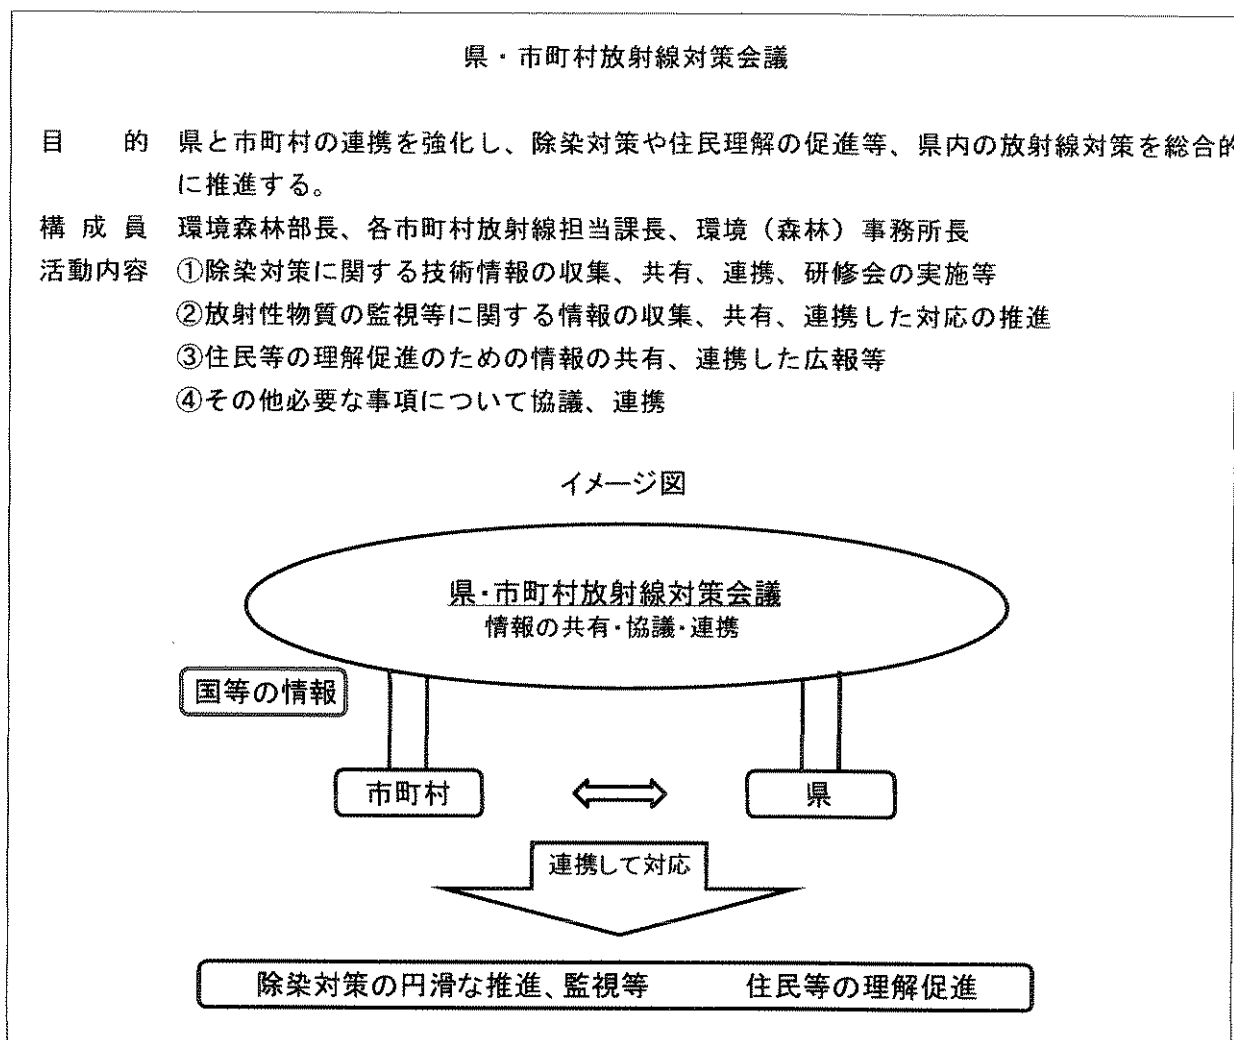 県・市町村放射線対策会議
目　　的　県と市町村の連携を強化し、除染対策や住民理解の促進等、県内の放射線対策を総合的
に推進する。
構 成 員　環境森林部長、各市町村放射線担当課長、環境（森林）事務所長
活動内容　①除染対策に関する技術情報の収集、共有、連携、研修会の実施等
②放射性物質の監視等に関する情報の収集、共有、連携した対応の推進
③住民等の理解促進のための情報の共有、連携した広報等
④その他必要な事項について協議、連携
イメージ図
県・市町村放射線対策会議
情報の共有・協議・連携
国等の情報
市町村
県
連携して対応
除染対策の円滑な推進、監視等　　住民等の理解促進